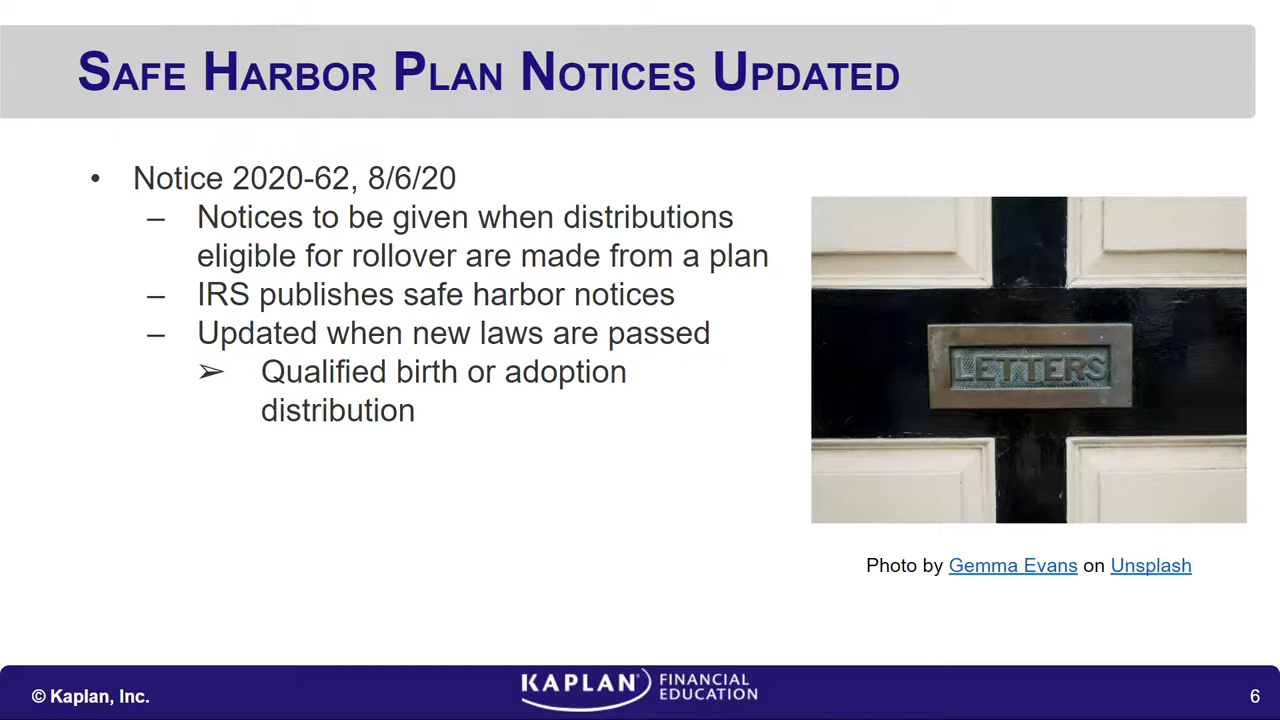 SAFE HARBOR PLAN NOTICES UPDATED
• Notice 2020-62, 8/6/20
– Notices to be given when distributions
eligible for rollover are made from a plan
– IRS publishes safe harbor notices
– Updated when new laws are passed
➢ Qualified birth or adoption
distribution
LETTERS
Photo by Gemma Evans on Unsplash
© Kaplan, Inc.
KAPLAN
FINANCIAL
EDUCATION
6